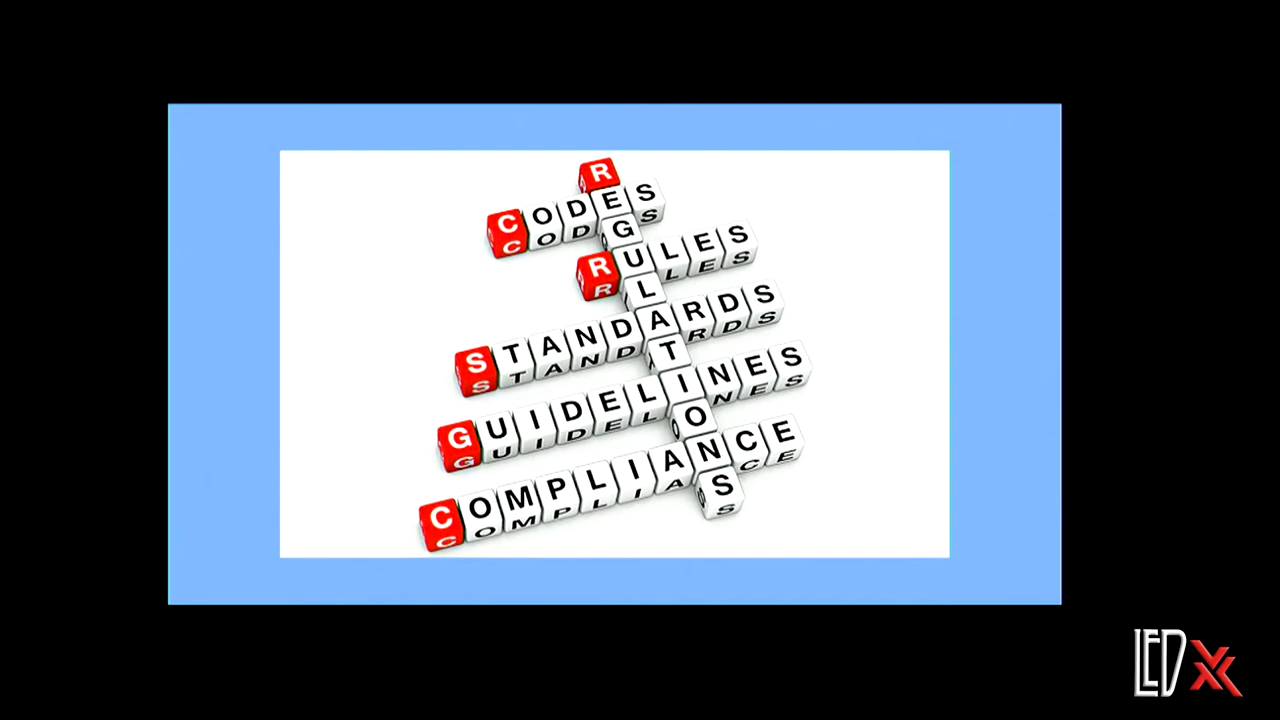 REGULATIONS
CODES
RULES
STANDARDS
GUIDELINES
COMPLIANCE
LEDX